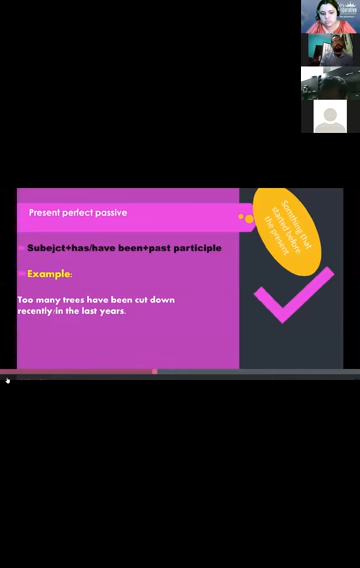 Present perfect passive
Somthing that
started before
the present
Subejct+has/have been+past participle
Example:
Too many trees have been cut down
recently/in the last years.